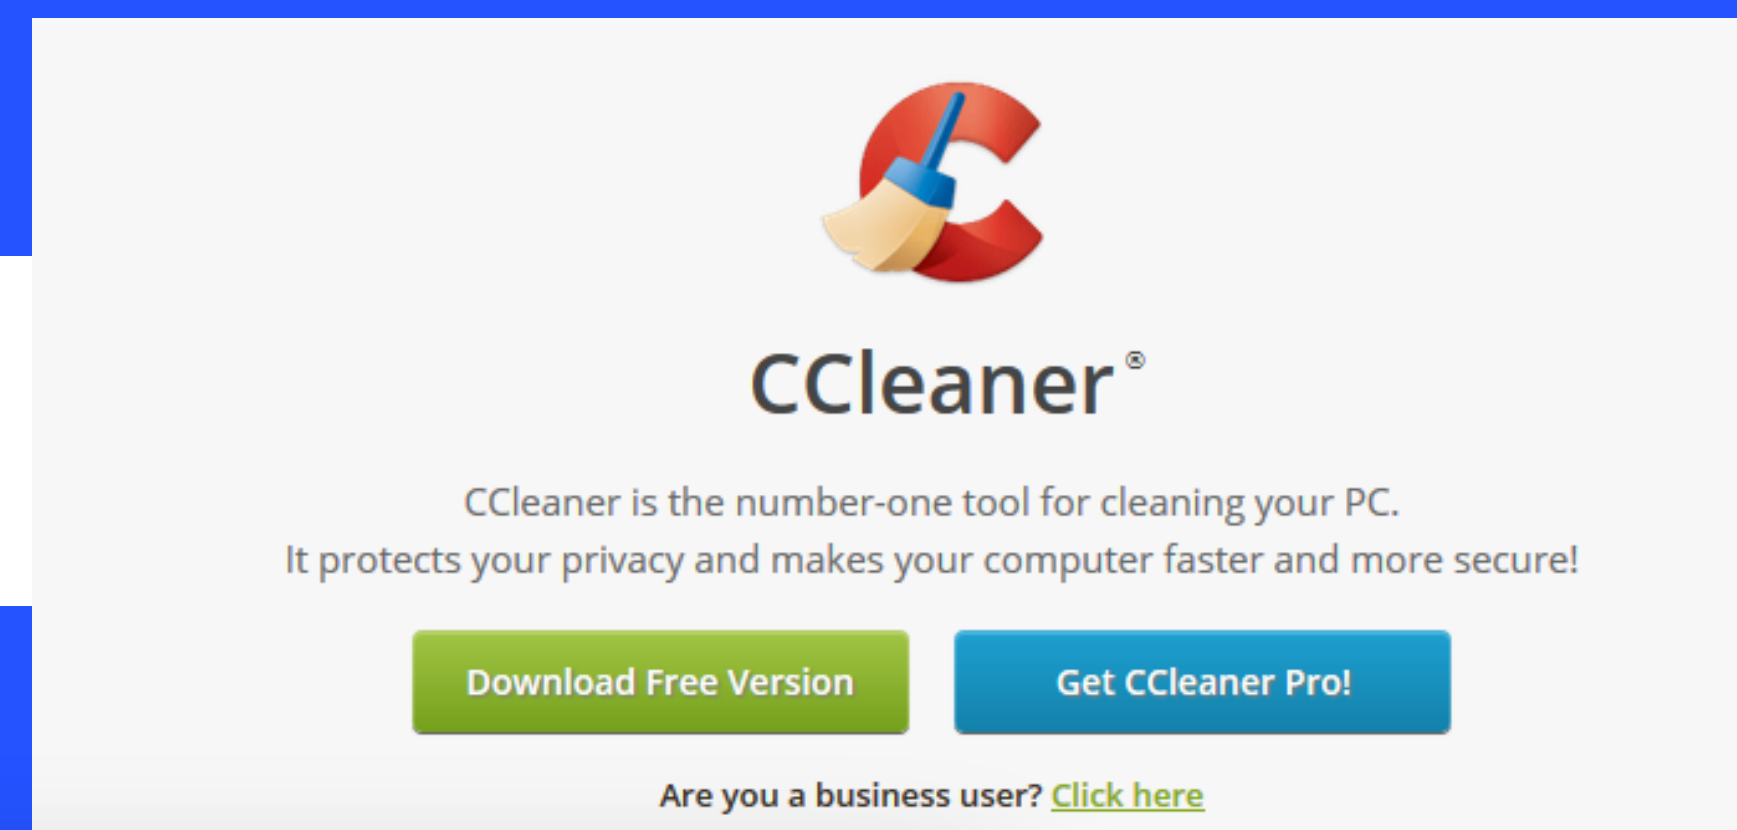 CCleaner®
CCleaner is the number-one tool for cleaning your PC.
It protects your privacy and makes your computer faster and more secure!
Download Free Version
Get CCleaner Pro!
Are you a business user? Click here